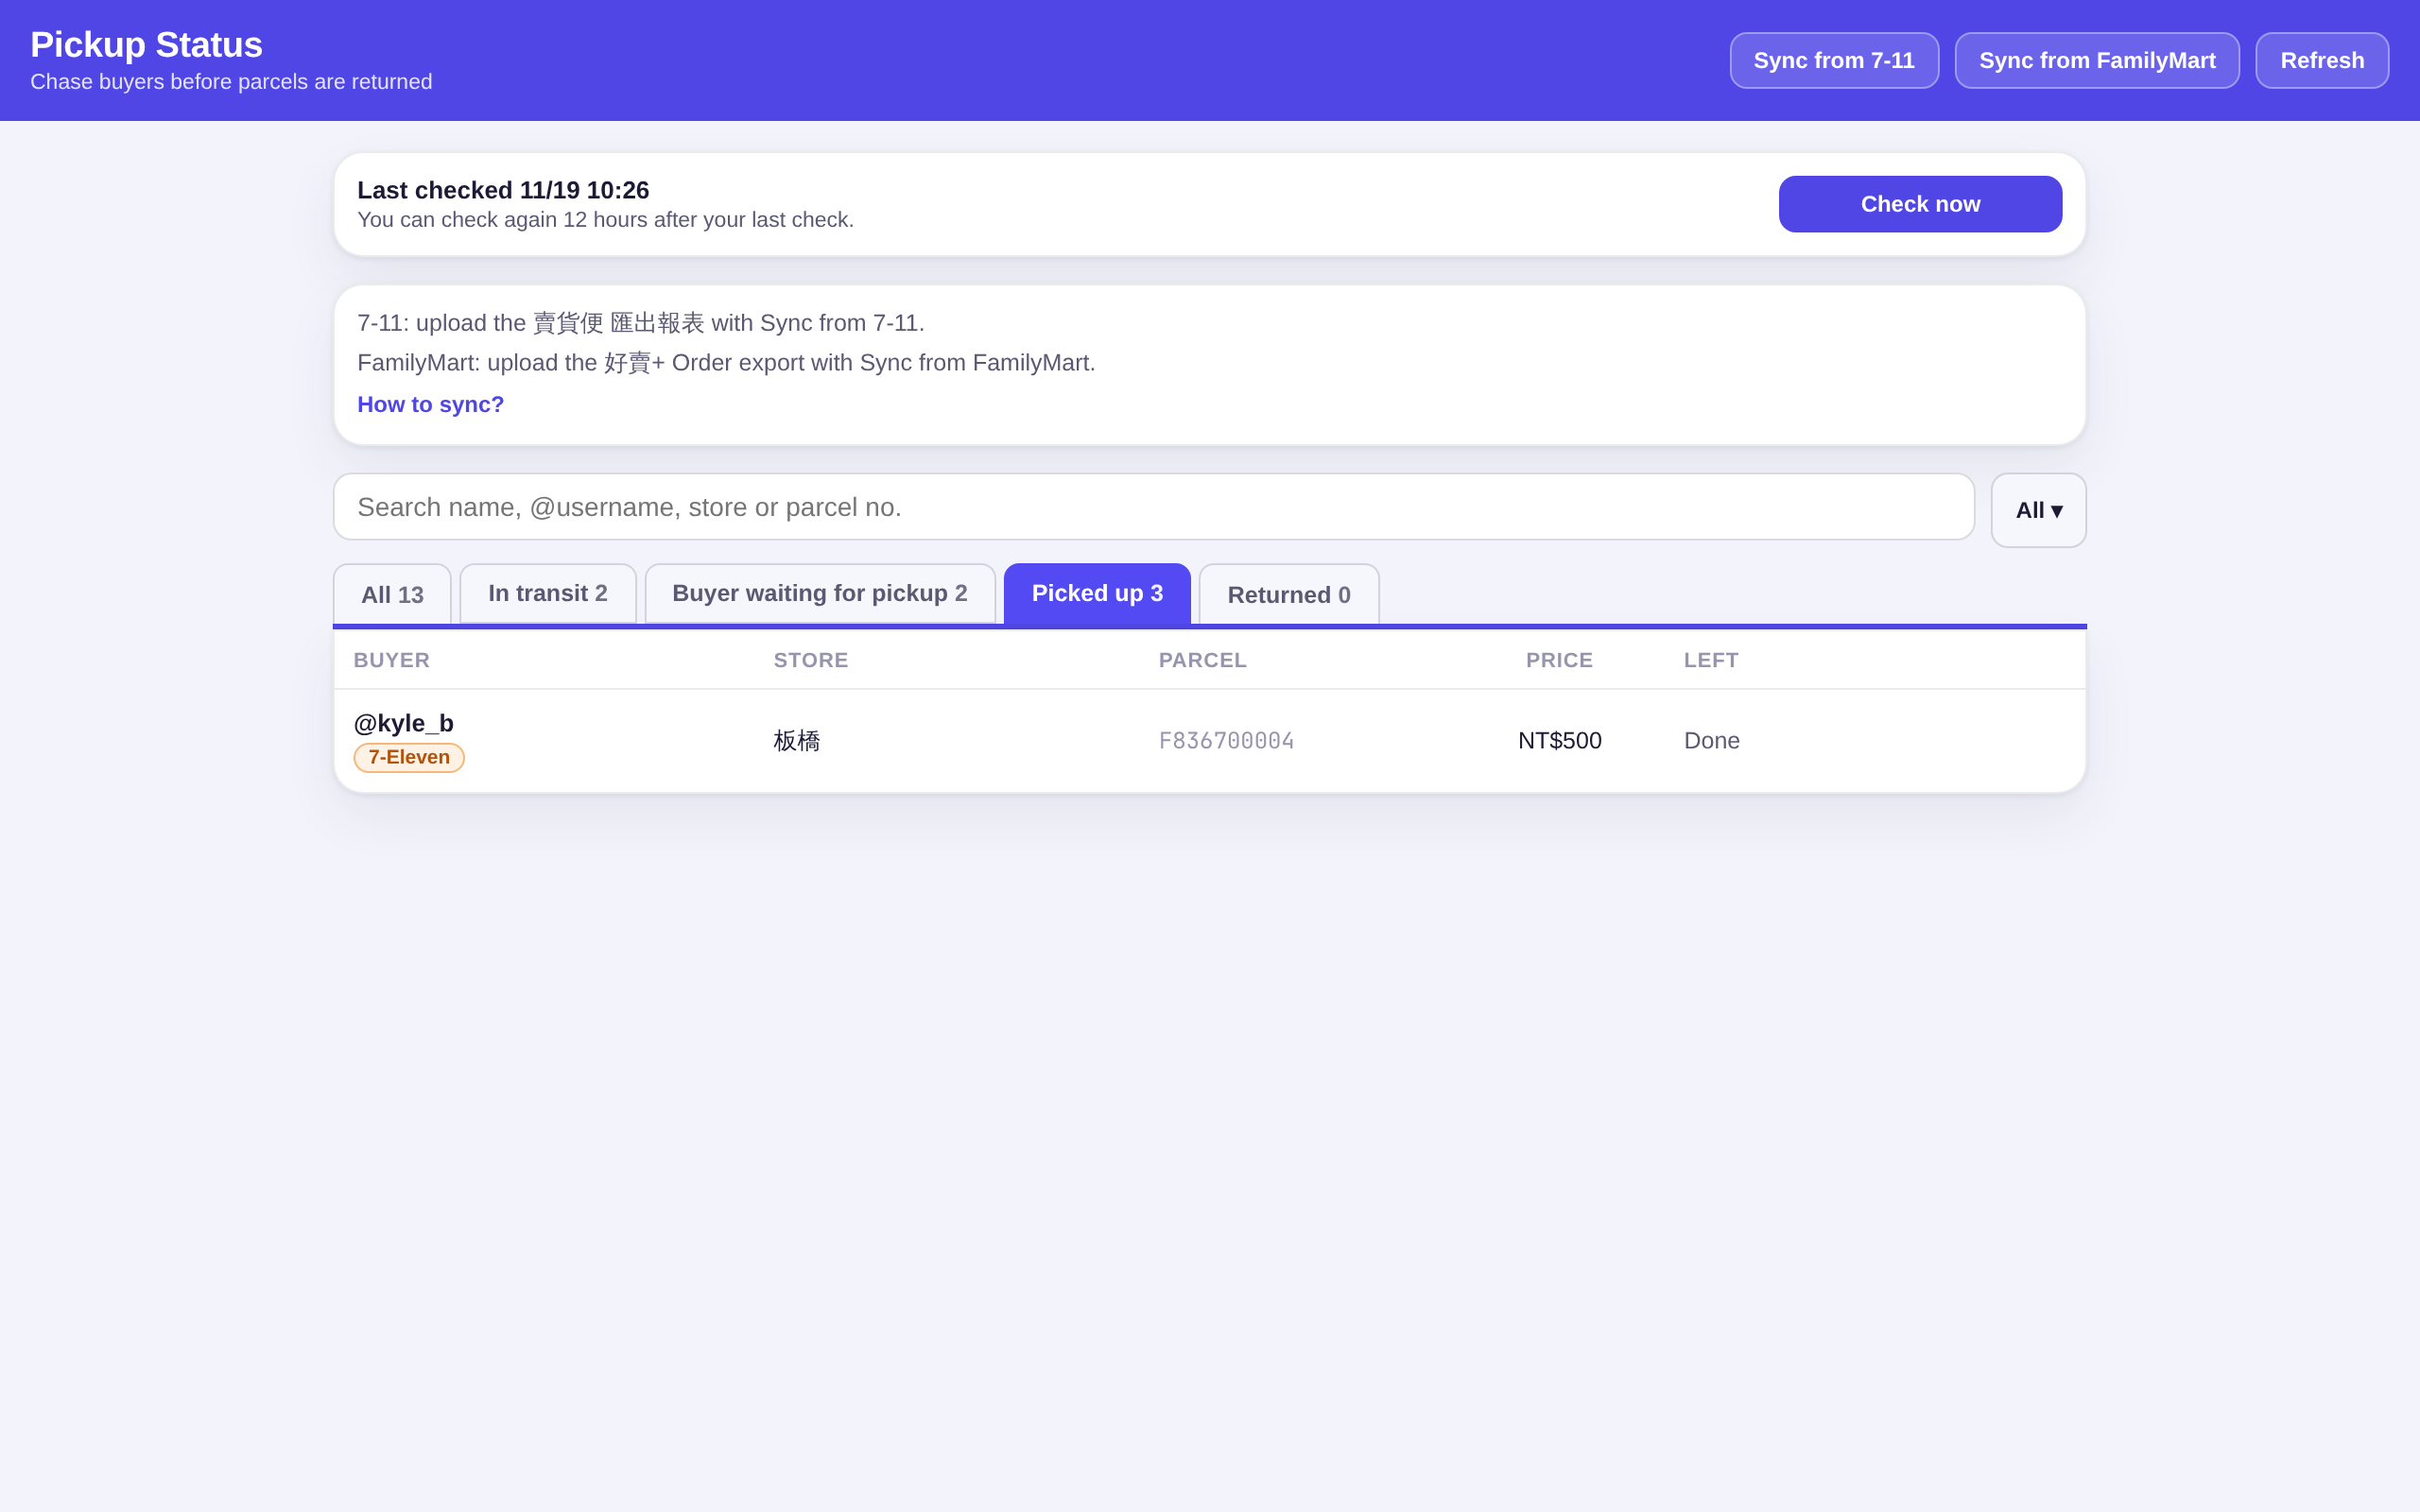 Pickup Status
Chase buyers before parcels are returned
Sync from 7-11
Sync from FamilyMart
Refresh
Last checked 11/19 10:26
You can check again 12 hours after your last check.
Check now
7-11: upload the 賣貨便 匯出報表 with Sync from 7-11.
FamilyMart: upload the 好賣+ Order export with Sync from FamilyMart.
How to sync?
Search name, @username, store or parcel no.
All ▾
All 13
In transit 2
Buyer waiting for pickup 2
Picked up 3
Returned 0
BUYER STORE PARCEL PRICE LEFT
@kyle_b
7-Eleven
板橋
F836700004
NT$500
Done